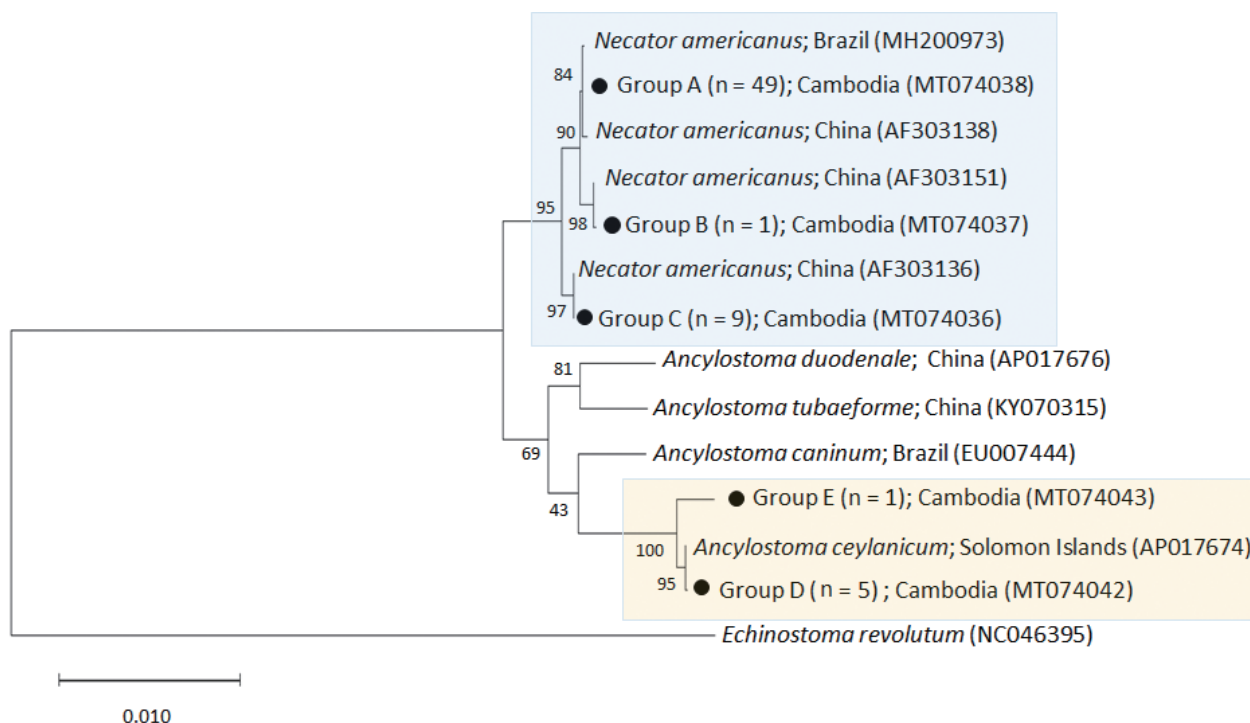 Necator americanus; Brazil (MH200973)
84
Group A (n = 49); Cambodia (MT074038)
90
Necator americanus; China (AF303138)
Necator americanus; China (AF303151)
95
98
Group B (n = 1); Cambodia (MT074037)
Necator americanus; China (AF303136)
97
Group C (n = 9); Cambodia (MT074036)
81
Ancylostoma duodenale; China (AP017676)
Ancylostoma tubaeforme; China (KY070315)
69
Ancylostoma caninum; Brazil (EU007444)
43
Group E (n = 1); Cambodia (MT074043)
100
Ancylostoma ceylanicum; Solomon Islands (AP017674)
95
Group D ( n = 5) ; Cambodia (MT074042)
Echinostoma revolutum (NC046395)
0.010